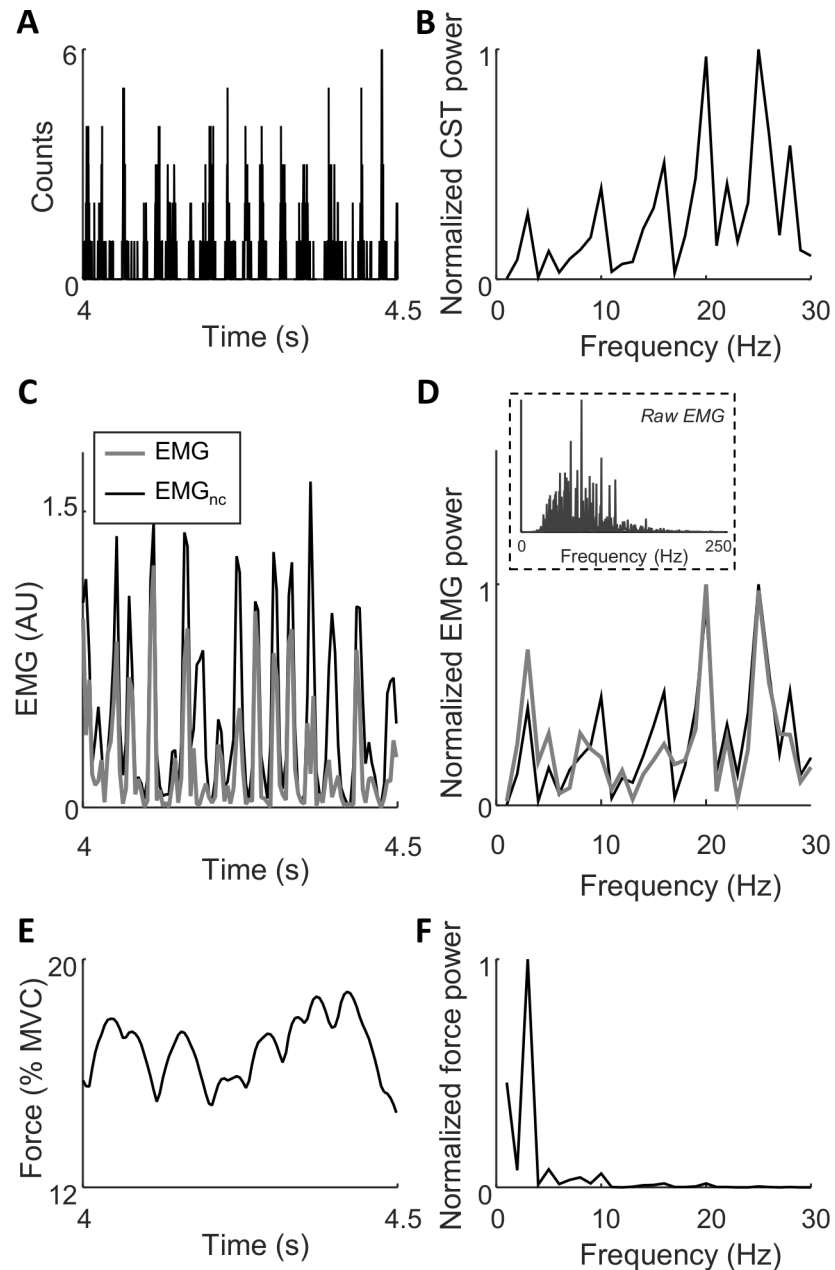 A
6
Counts
0
4
4.5
Time (s)
B
1
Normalized CST power
0
0
10
20
30
Frequency (Hz)
C
EMG
EMGnc
1.5
EMG (AU)
0
4
4.5
Time (s)
D
Raw EMG
0
250
Frequency (Hz)
1
Normalized EMG power
0
0
10
20
30
Frequency (Hz)
E
20
Force (% MVC)
12
4
4.5
Time (s)
F
1
Normalized force power
0
0
10
20
30
Frequency (Hz)